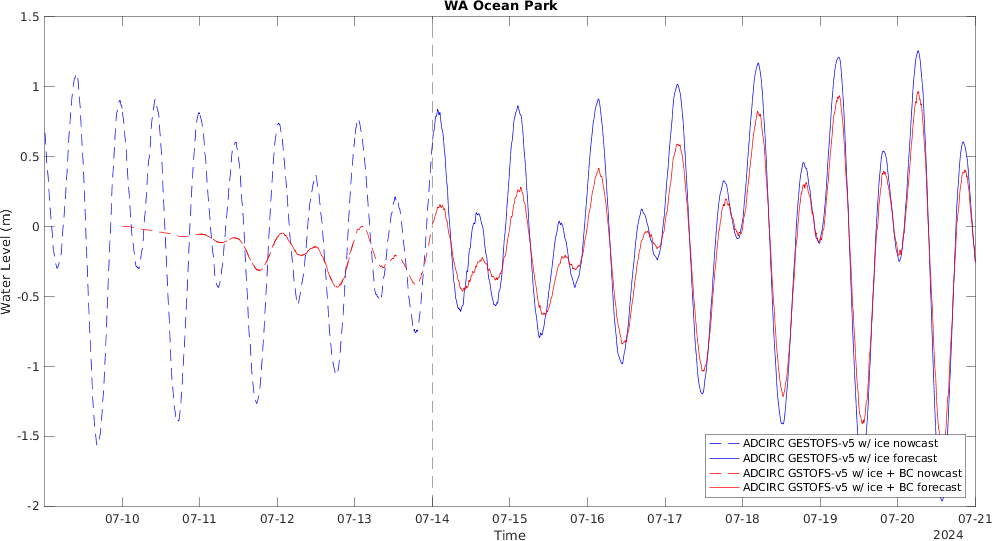 WA Ocean Park
Water Level (m)
1.5
1
0.5
0
-0.5
-1
-1.5
-2
ADCIRC GESTOFS-v5 w/ ice nowcast
ADCIRC GESTOFS-v5 w/ ice forecast
ADCIRC GSTOFS-v5 w/ ice + BC nowcast
ADCIRC GSTOFS-v5 w/ ice + BC forecast
07-10 07-11 07-12 07-13 07-14 07-15 07-16 07-17 07-18 07-19 07-20 07-21
Time
2024